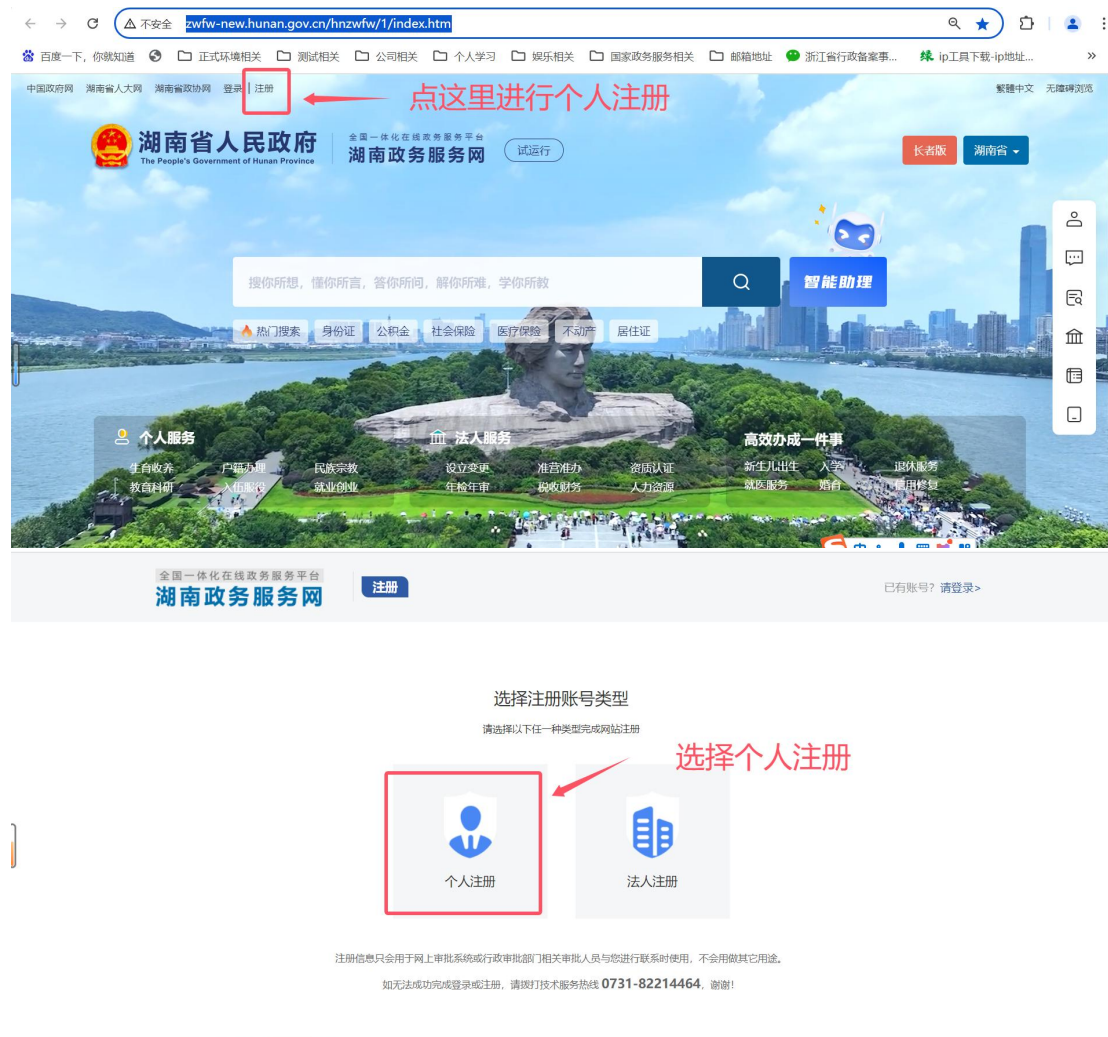 不安全 zwfw-new.hunan.gov.cn/hnzwfw/1/index.htm
百度一下，你就知道 正式环境相关 测试相关 公司相关 个人学习 娱乐相关 国家政务服务相关 邮箱地址 浙江省行政备案事... ip工具下载-ip地址... »
中国政府网 湖南省人大网 湖南省政协网 登录 | 注册 点这里进行个人注册 繁體中文 无障碍浏览
湖南省人民政府 全国一体化在线政务服务平台
The People's Government of Hunan Province 湖南政务服务网 试运行 长者版 湖南省
搜你所想，懂你所言，答你所问，解你所难，学你所教 智能助理
热门搜索 身份证 公积金 社会保险 医疗保险 不动产 居住证
个人服务 法人服务 高效办成一件事
生育收养 户籍办理 民族宗教 设立变更 准营准办 资质认证 新生儿出生 入学 退休服务
教育科研 入伍服役 就业创业 年检年审 税收财务 人力资源 就医服务 婚育 信用修复
全国一体化在线政务服务平台
湖南政务服务网 注册 已有账号？请登录>
选择注册账号类型
请选择以下任一种类型完成网站注册
选择个人注册
个人注册 法人注册
注册信息只会用于网上审批系统或行政审批部门相关审批人员与您进行联系时使用，不会用做其它用途。
如无法成功完成登录或注册，请拨打技术服务热线 0731-82214464，谢谢！